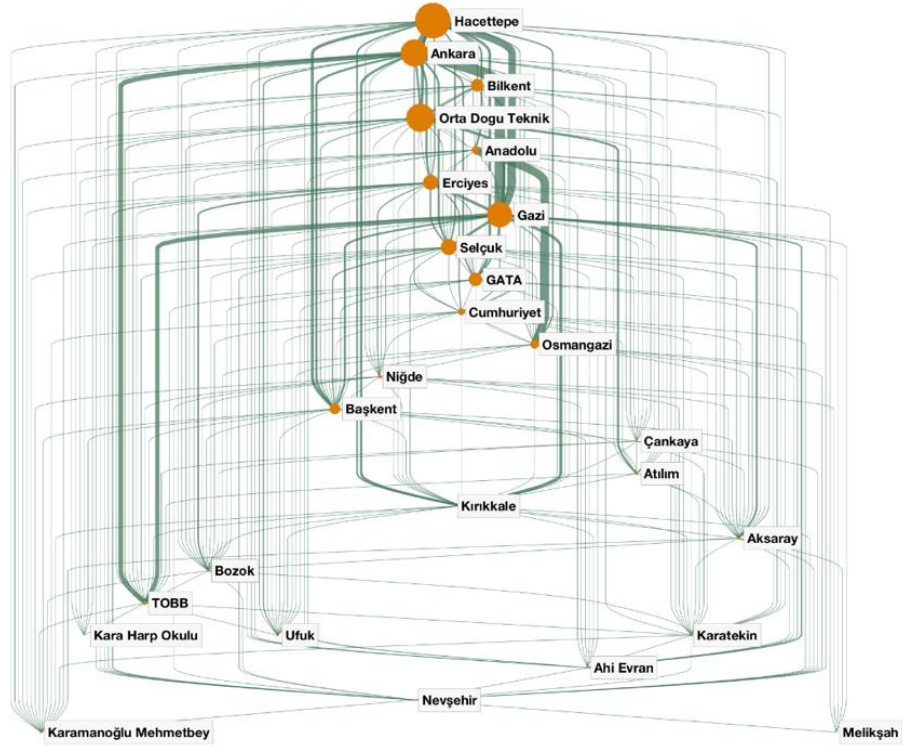 Hacettepe
Ankara
Bilkent
Orta Dogu Teknik
Anadolu
Erciyes
Gazi
Selçuk
GATA
Cumhuriyet
Osmangazi
Niğde
Başkent
Çankaya
Atılım
Kırıkkale
Aksaray
Bozok
TOBB
Kara Harp Okulu
Ufuk
Karatekin
Ahi Evran
Nevşehir
Karamanoğlu Mehmetbey
Melikşah